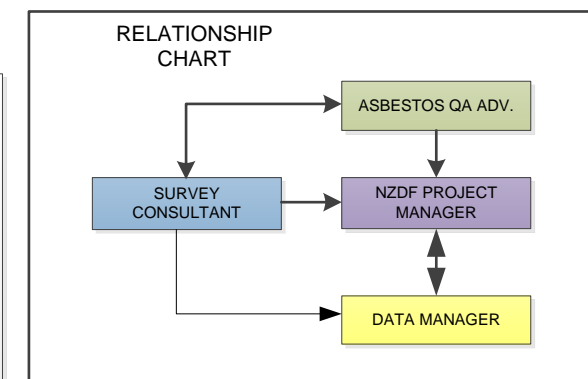 RELATIONSHIP
CHART
ASBESTOS QA ADV.
SURVEY
CONSULTANT
NZDF PROJECT
MANAGER
DATA MANAGER